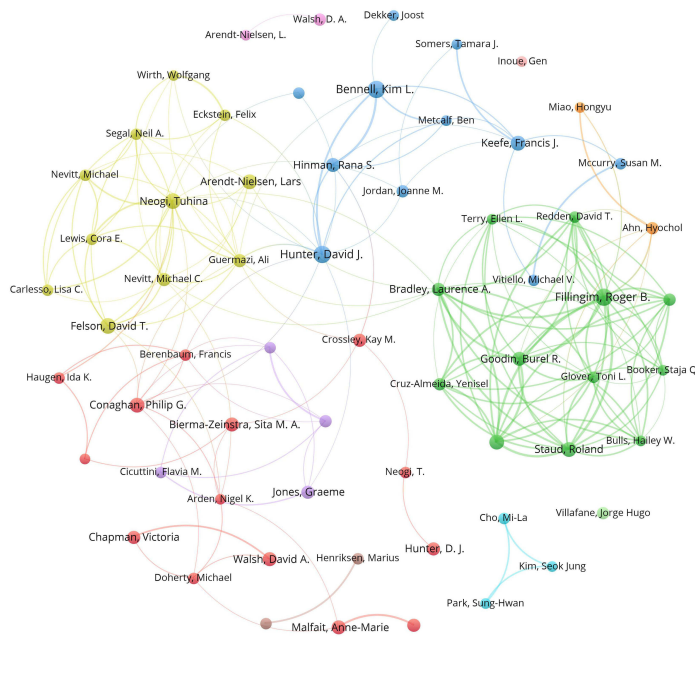 Walsh, D. A.
Dekker, Joost
Arendt-Nielsen, L.
Somers, Tamara J.
Inoue, Gen
Wirth, Wolfgang
Bennell, Kim L.
Miao, Hongyu
Eckstein, Felix
Metcalf, Ben
Segal, Neil A.
Keefe, Francis J.
Hinman, Rana S.
Mccurry, Susan M.
Nevitt, Michael
Arendt-Nielsen, Lars
Jordan, Joanne M.
Neogi, Tuhina
Terry, Ellen L.
Redden, David T.
Ahn, Hyochol
Lewis, Cora E.
Hunter, David J.
Guermazi, Ali
Nevitt, Michael C.
Vitiello, Michael V.
Carlesso, Lisa C.
Bradley, Laurence A.
Fillingim, Roger B.
Felson, David T.
Crossley, Kay M.
Berenbaum, Francis
Goodin, Burel R.
Haugen, Ida K.
Cruz-Almeida, Yenisel
Glover, Toni L.
Booker, Staja Q
Conaghan, Philip G.
Bierma-Zeinstra, Sita M. A.
Bulls, Hailey W.
Staud, Roland
Cicuttini, Flavia M.
Neogi, T.
Jones, Graeme
Arden, Nigel K.
Cho, Mi-La
Villafane, Jorge Hugo
Chapman, Victoria
Hunter, D. J.
Walsh, David A.
Henriksen, Marius
Kim, Seok Jung
Doherty, Michael
Park, Sung-Hwan
Malfait, Anne-Marie